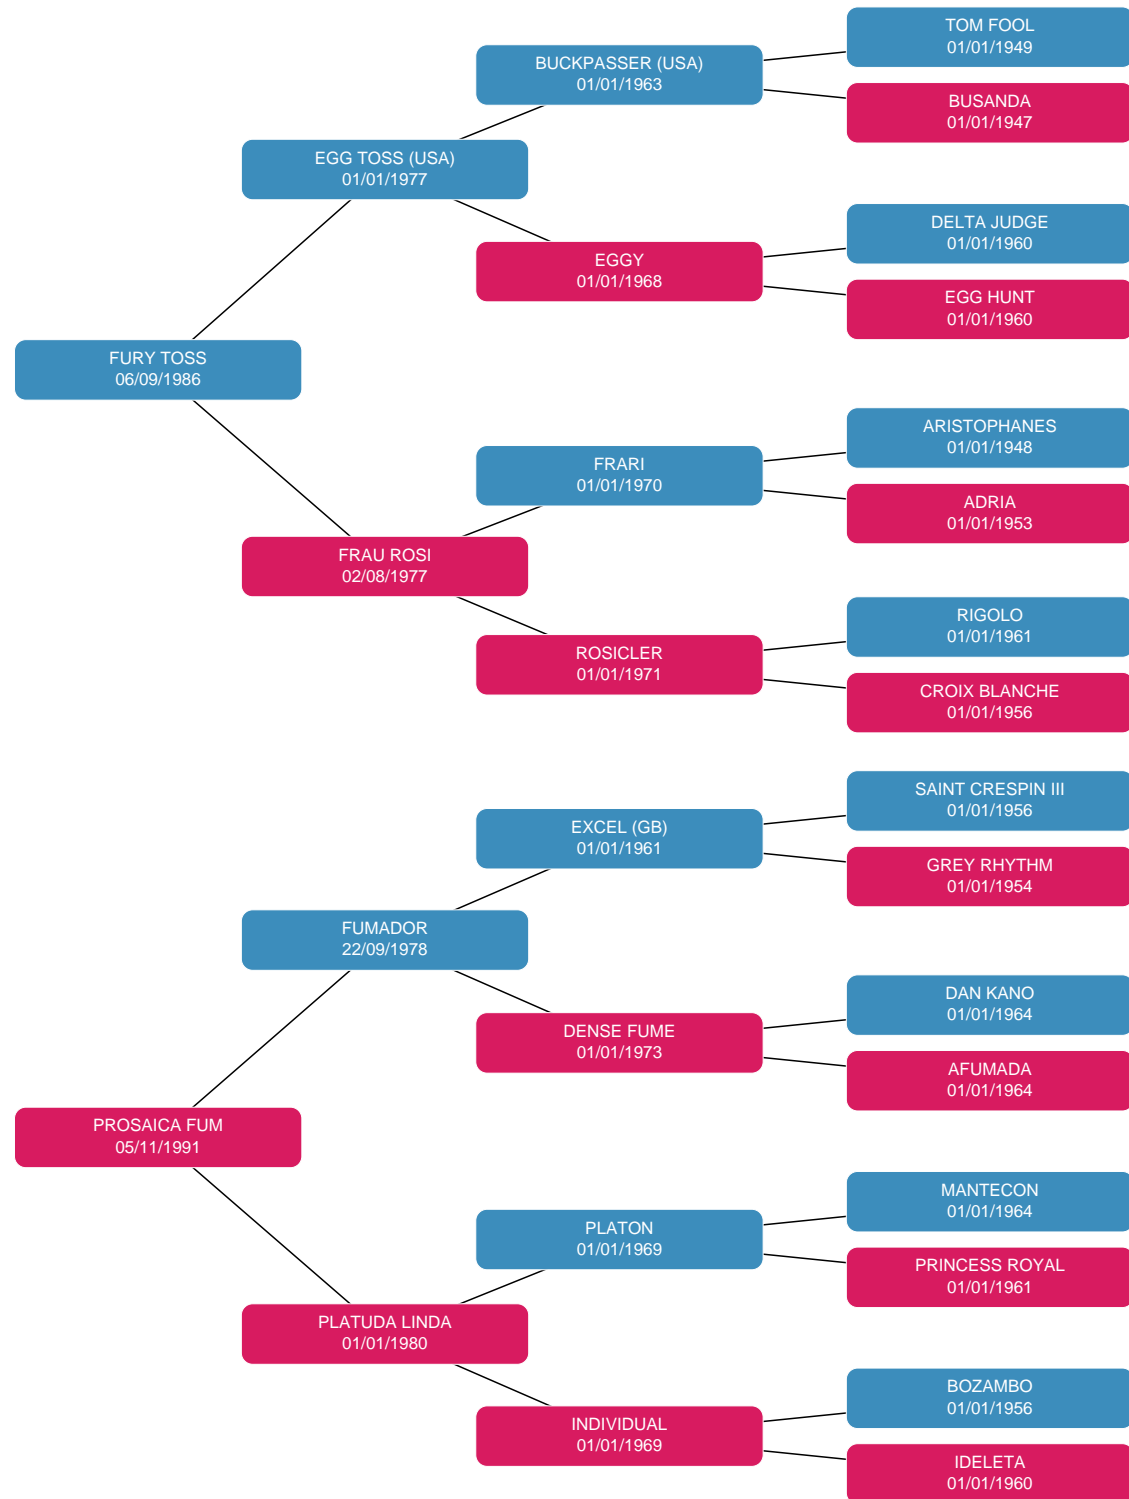 TOM FOOL
01/01/1949
BUCKPASSER (USA)
01/01/1963
BUSANDA
01/01/1947
EGG TOSS (USA)
01/01/1977
DELTA JUDGE
01/01/1960
EGGY
01/01/1968
EGG HUNT
01/01/1960
FURY TOSS
06/09/1986
ARISTOPHANES
01/01/1948
FRARI
01/01/1970
ADRIA
01/01/1953
FRAU ROSI
02/08/1977
RIGOLO
01/01/1961
ROSICLER
01/01/1971
CROIX BLANCHE
01/01/1956
SAINT CRESPIN III
01/01/1956
EXCEL (GB)
01/01/1961
GREY RHYTHM
01/01/1954
FUMADOR
22/09/1978
DAN KANO
01/01/1964
DENSE FUME
01/01/1973
AFUMADA
01/01/1964
PROSAICA FUM
05/11/1991
MANTECON
01/01/1964
PLATON
01/01/1969
PRINCESS ROYAL
01/01/1961
PLATUDA LINDA
01/01/1980
BOZAMBO
01/01/1956
INDIVIDUAL
01/01/1969
IDELETA
01/01/1960